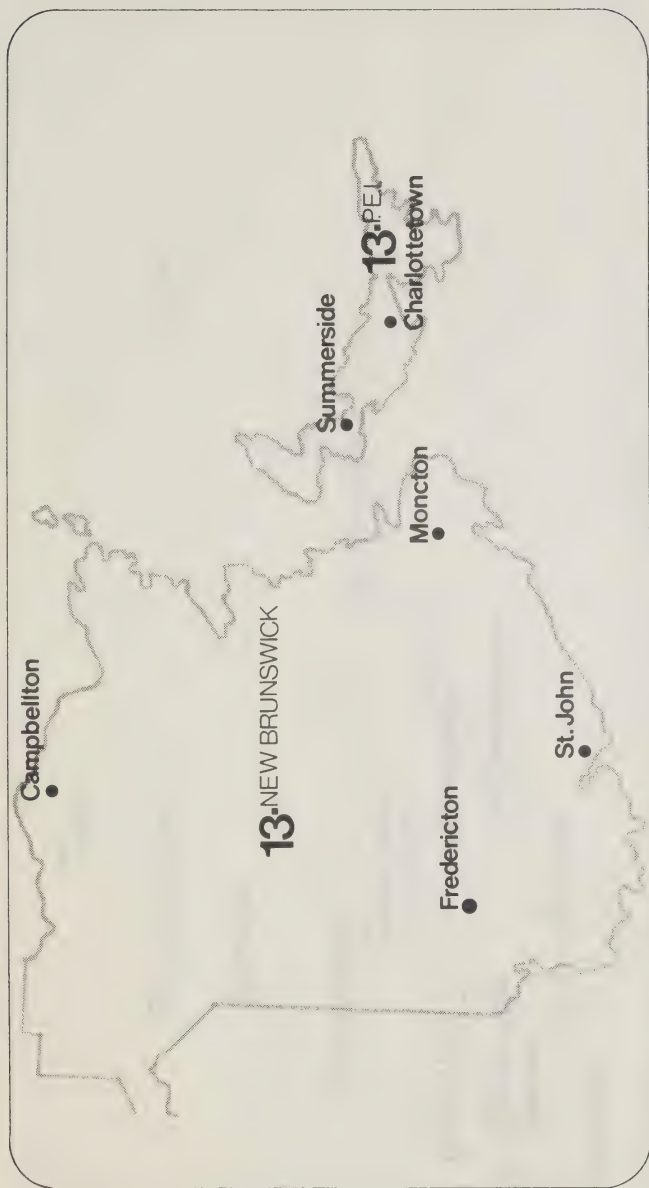 Campbellton
13·NEW BRUNSWICK
Summerside
13·P.E.I.
Charlottetown
Moncton
Fredericton
St. John